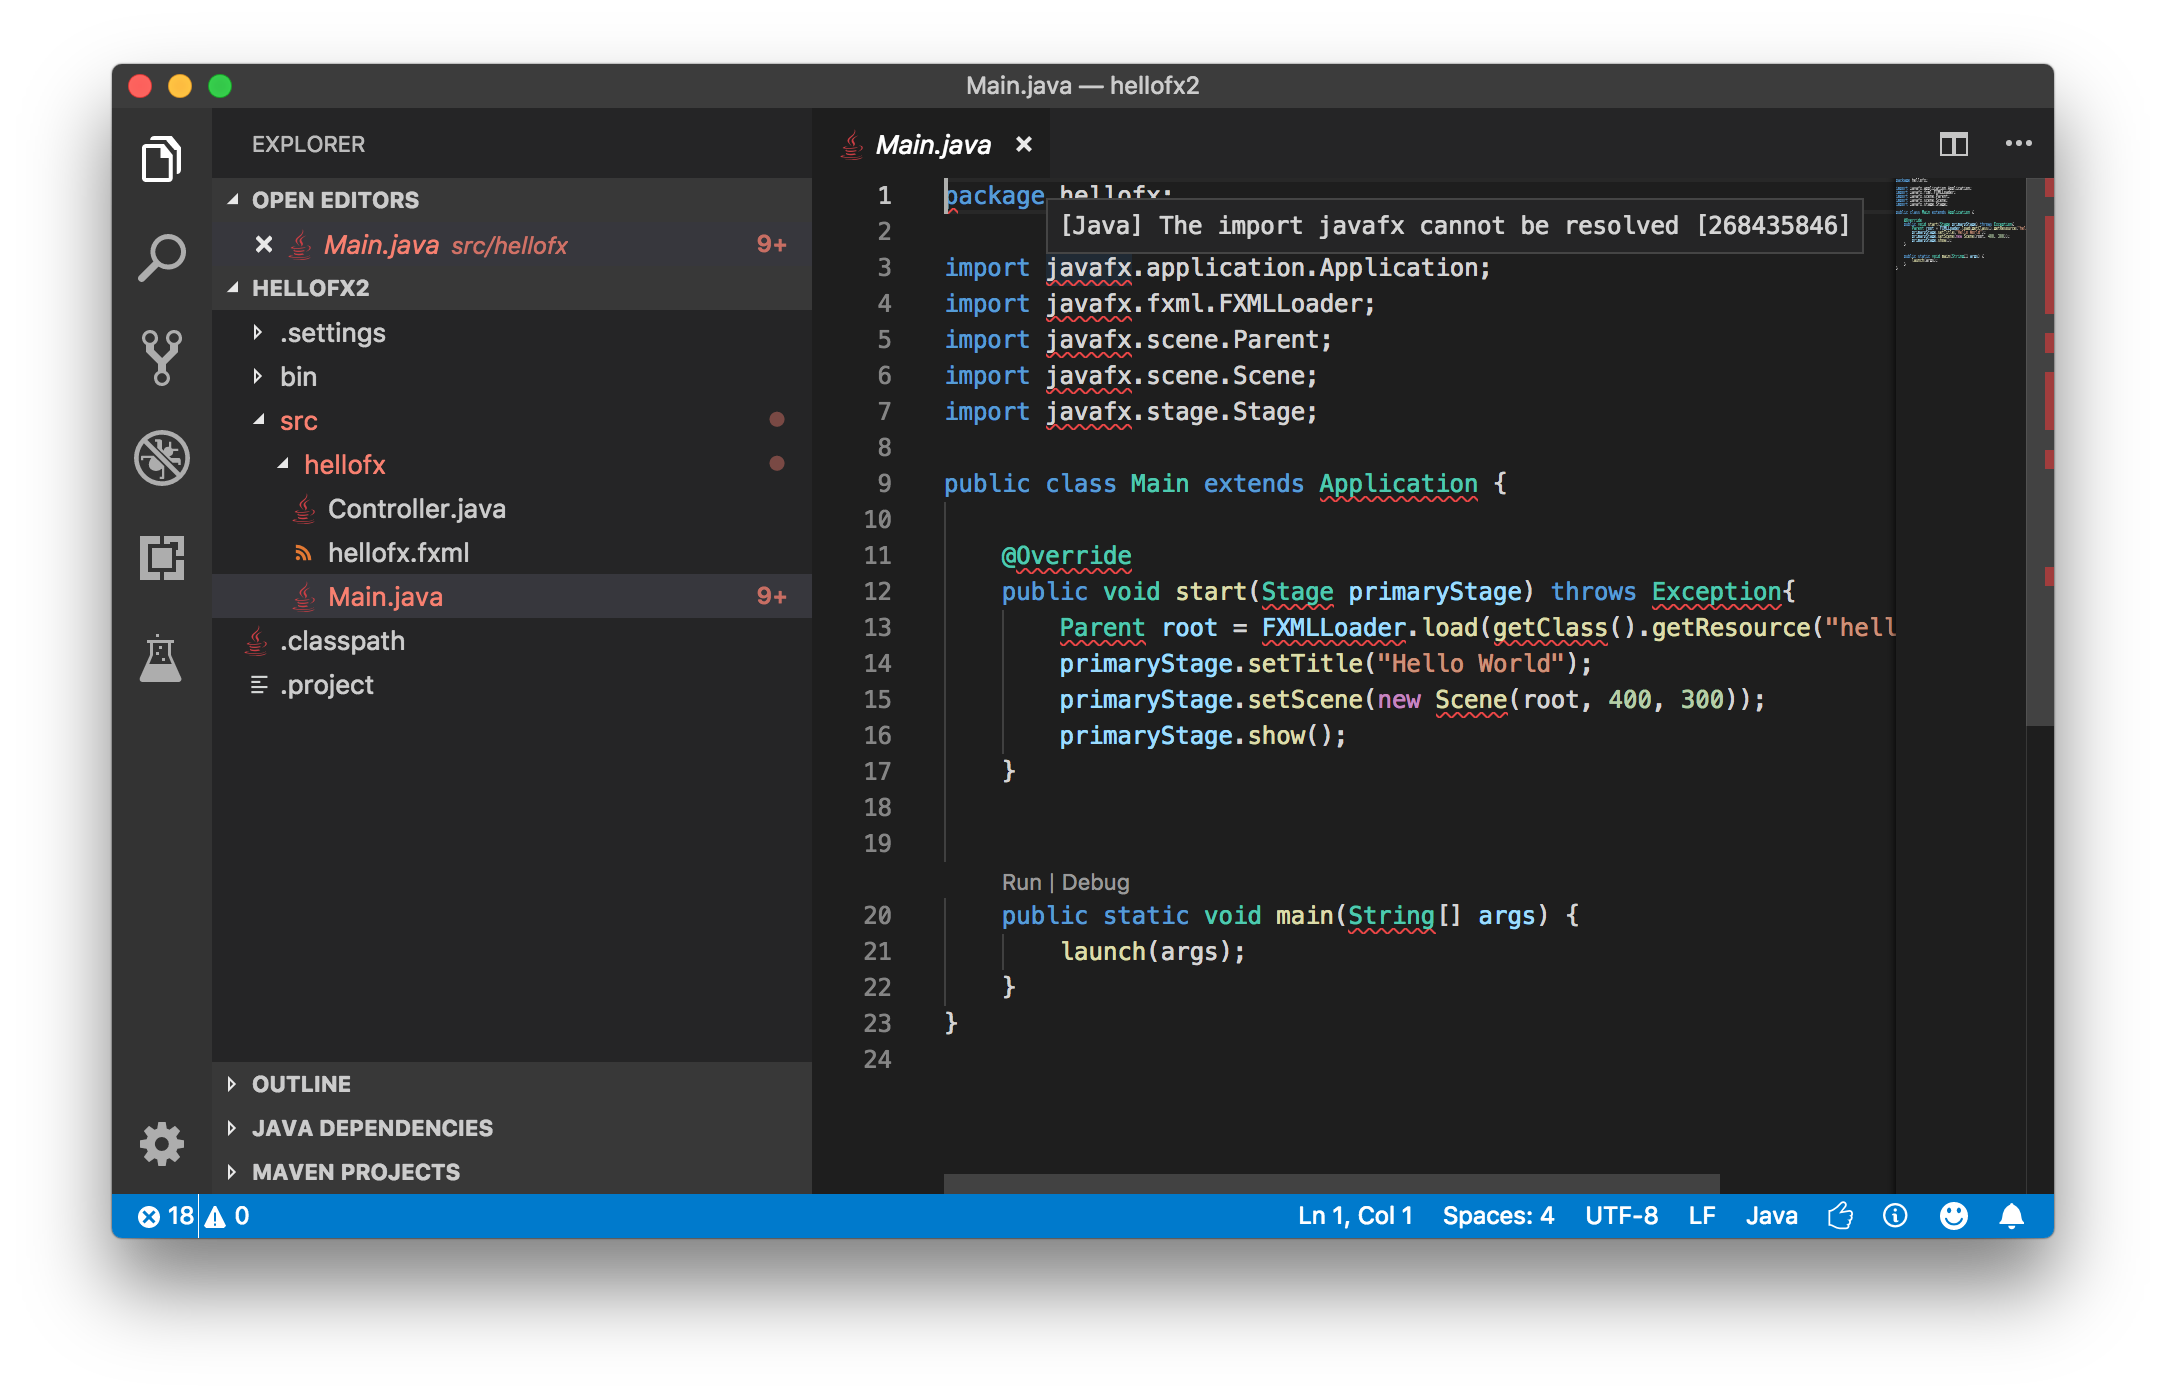 Main.java — hellofx2
EXPLORER
OPEN EDITORS
Main.java src/hellofx 9+
HELLOFX2
.settings
bin
src
hellofx
Controller.java
hellofx.fxml
Main.java 9+
.classpath
.project
OUTLINE
JAVA DEPENDENCIES
MAVEN PROJECTS
Main.java
1 package hellofx;
[Java] The import javafx cannot be resolved [268435846]
2
3 import javafx.application.Application;
4 import javafx.fxml.FXMLLoader;
5 import javafx.scene.Parent;
6 import javafx.scene.Scene;
7 import javafx.stage.Stage;
8
9 public class Main extends Application {
10
11 @Override
12 public void start(Stage primaryStage) throws Exception{
13 Parent root = FXMLLoader.load(getClass().getResource("hell
14 primaryStage.setTitle("Hello World");
15 primaryStage.setScene(new Scene(root, 400, 300));
16 primaryStage.show();
17 }
18
19
Run | Debug
20 public static void main(String[] args) {
21 launch(args);
22 }
23 }
24
18 0 Ln 1, Col 1 Spaces: 4 UTF-8 LF Java